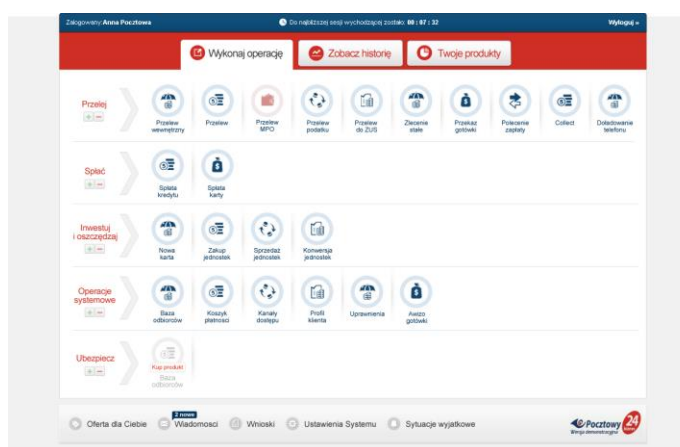 Zalogowany: Anna Pocztowa
Do najbliższej sesji wychodzącej zostało: 00 : 07 : 32
Wyloguj »
Wykonaj operację
Zobacz historię
Twoje produkty
Przelej
Przelew wewnętrzny
Przelew
Przelew MPO
Przelew podatku
Przelew do ZUS
Zlecenie stałe
Przekaz gotówki
Polecenie zapłaty
Collect
Doładowanie telefonu
Spłać
Spłata kredytu
Spłata karty
Inwestuj
i oszczędzaj
Nowa karta
Zakup jednostek
Sprzedaż jednostek
Konwersja jednostek
Operacje
systemowe
Baza odbiorców
Koszyk płatności
Kanały dostępu
Profil klienta
Uprawnienia
Awizo gotówki
Ubezpiecz
Kup produkt
Baza odbiorców
Oferta dla Ciebie
2 nowe
Wiadomości
Wnioski
Ustawienia Systemu
Sytuacje wyjątkowe
Pocztowy 24
Wersja demonstracyjna